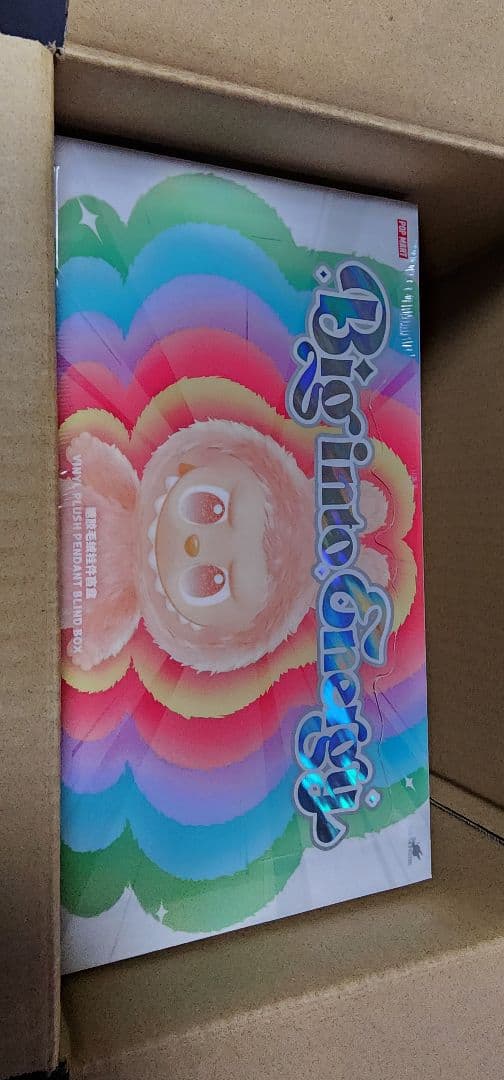 POP MART
Big into Energy
搪胶毛绒挂件盲盒
VINYL PLUSH PENDANT BLIND BOX